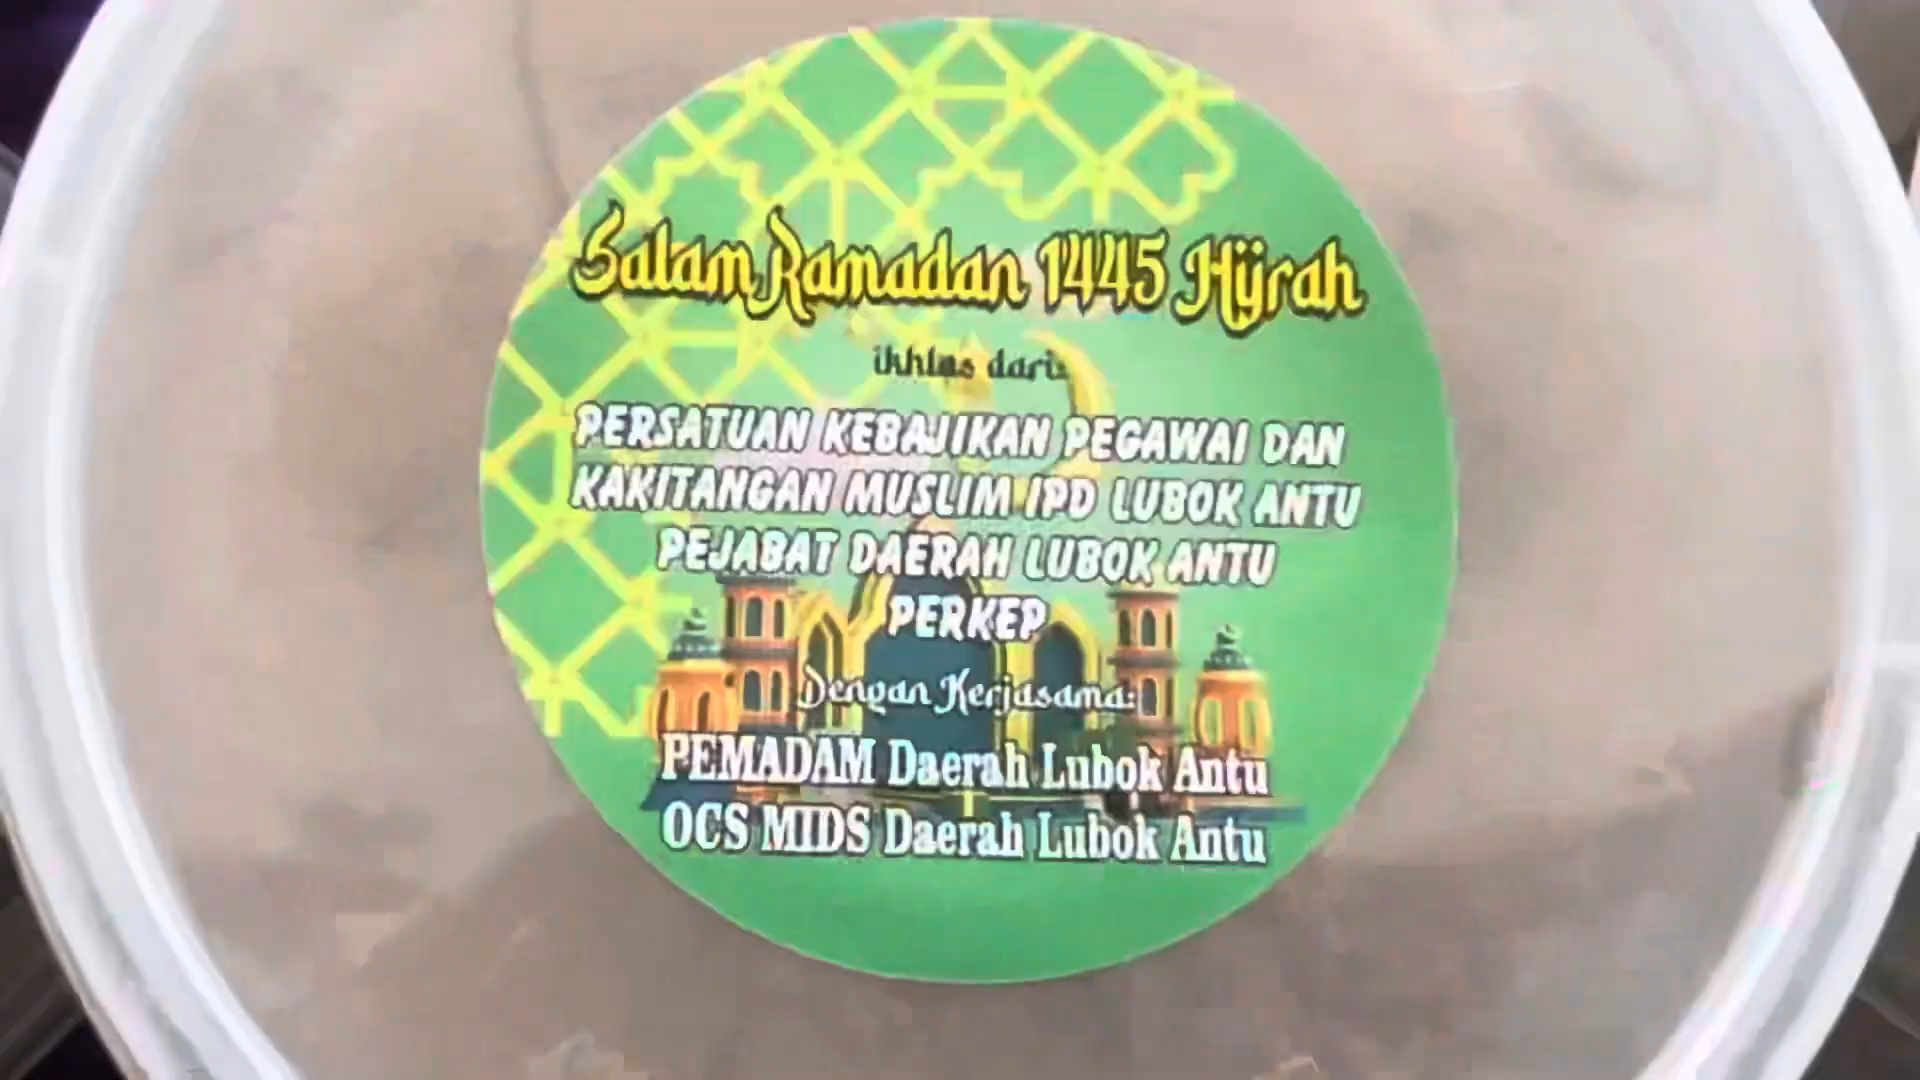 Salam Ramadan 1445 Hijrah
ikhlas dari:
PERSATUAN KEBAJIKAN PEGAWAI DAN
KAKITANGAN MUSLIM IPD LUBOK ANTU
PEJABAT DAERAH LUBOK ANTU
PERKEP
Dengan Kerjasama:
PEMADAM Daerah Lubok Antu
OCS MIDS Daerah Lubok Antu